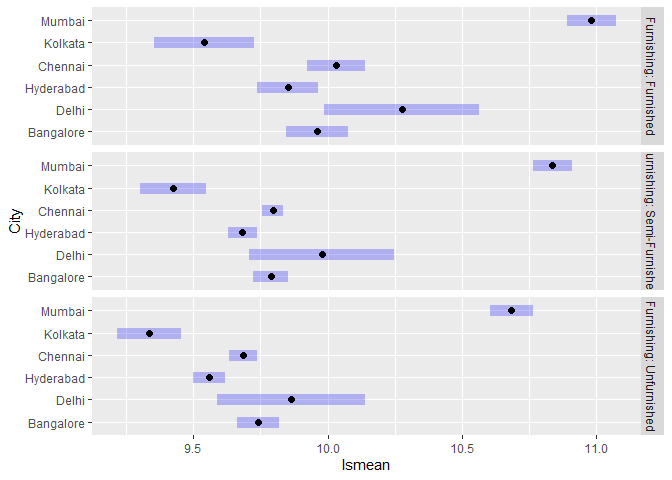 City
Mumbai
Kolkata
Chennai
Hyderabad
Delhi
Bangalore
Furnishing: Furnished
Mumbai
Kolkata
Chennai
Hyderabad
Delhi
Bangalore
urnishing: Semi-Furnishe
Mumbai
Kolkata
Chennai
Hyderabad
Delhi
Bangalore
Furnishing: Unfurnished
9.5 10.0 10.5 11.0
lsmean